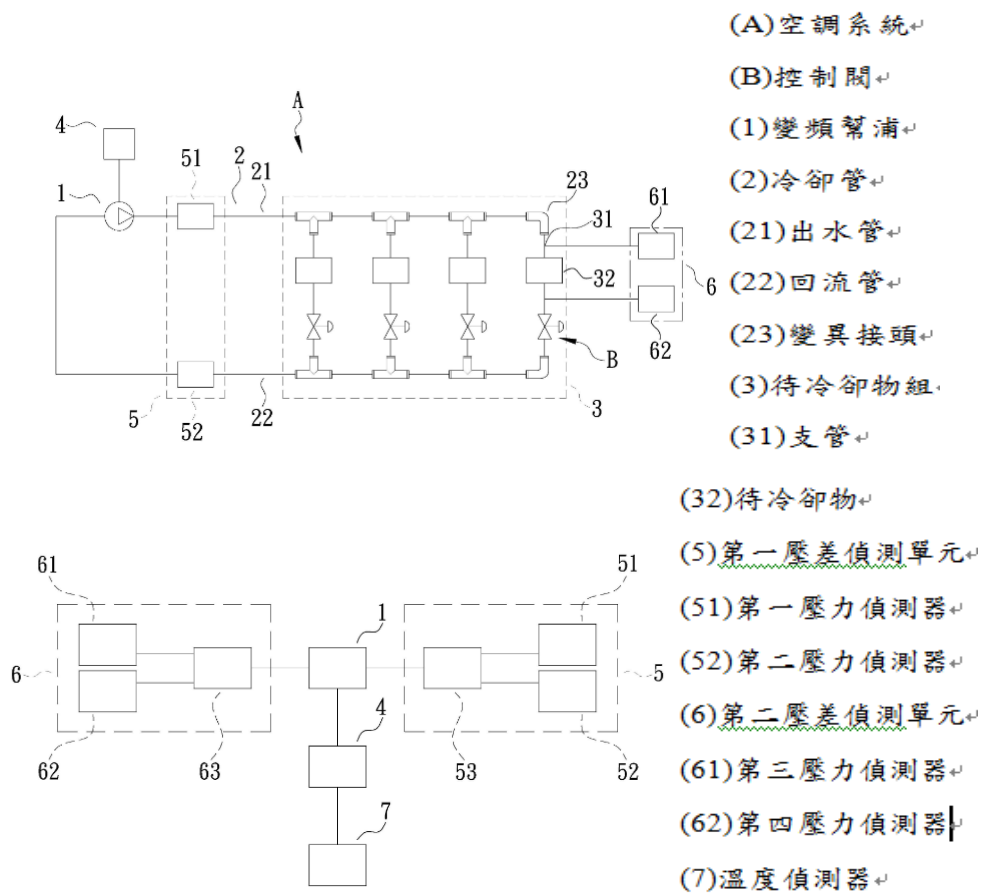 (A)空調系統↵
(B)控制閥↵
(1)變頻幫浦↵
(2)冷卻管↵
(21)出水管↵
(22)回流管↵
(23)變異接頭↵
(3)待冷卻物組↵
(31)支管↵
(32)待冷卻物↵
(5)第一壓差偵測單元↵
(51)第一壓力偵測器↵
(52)第二壓力偵測器↵
(6)第二壓差偵測單元↵
(61)第三壓力偵測器↵
(62)第四壓力偵測器↵
(7)溫度偵測器↵
A
4
51
2
21
23
1
31
61
32
6
B
62
5
52
22
3
61
51
1
6
5
4
62
63
53
52
7